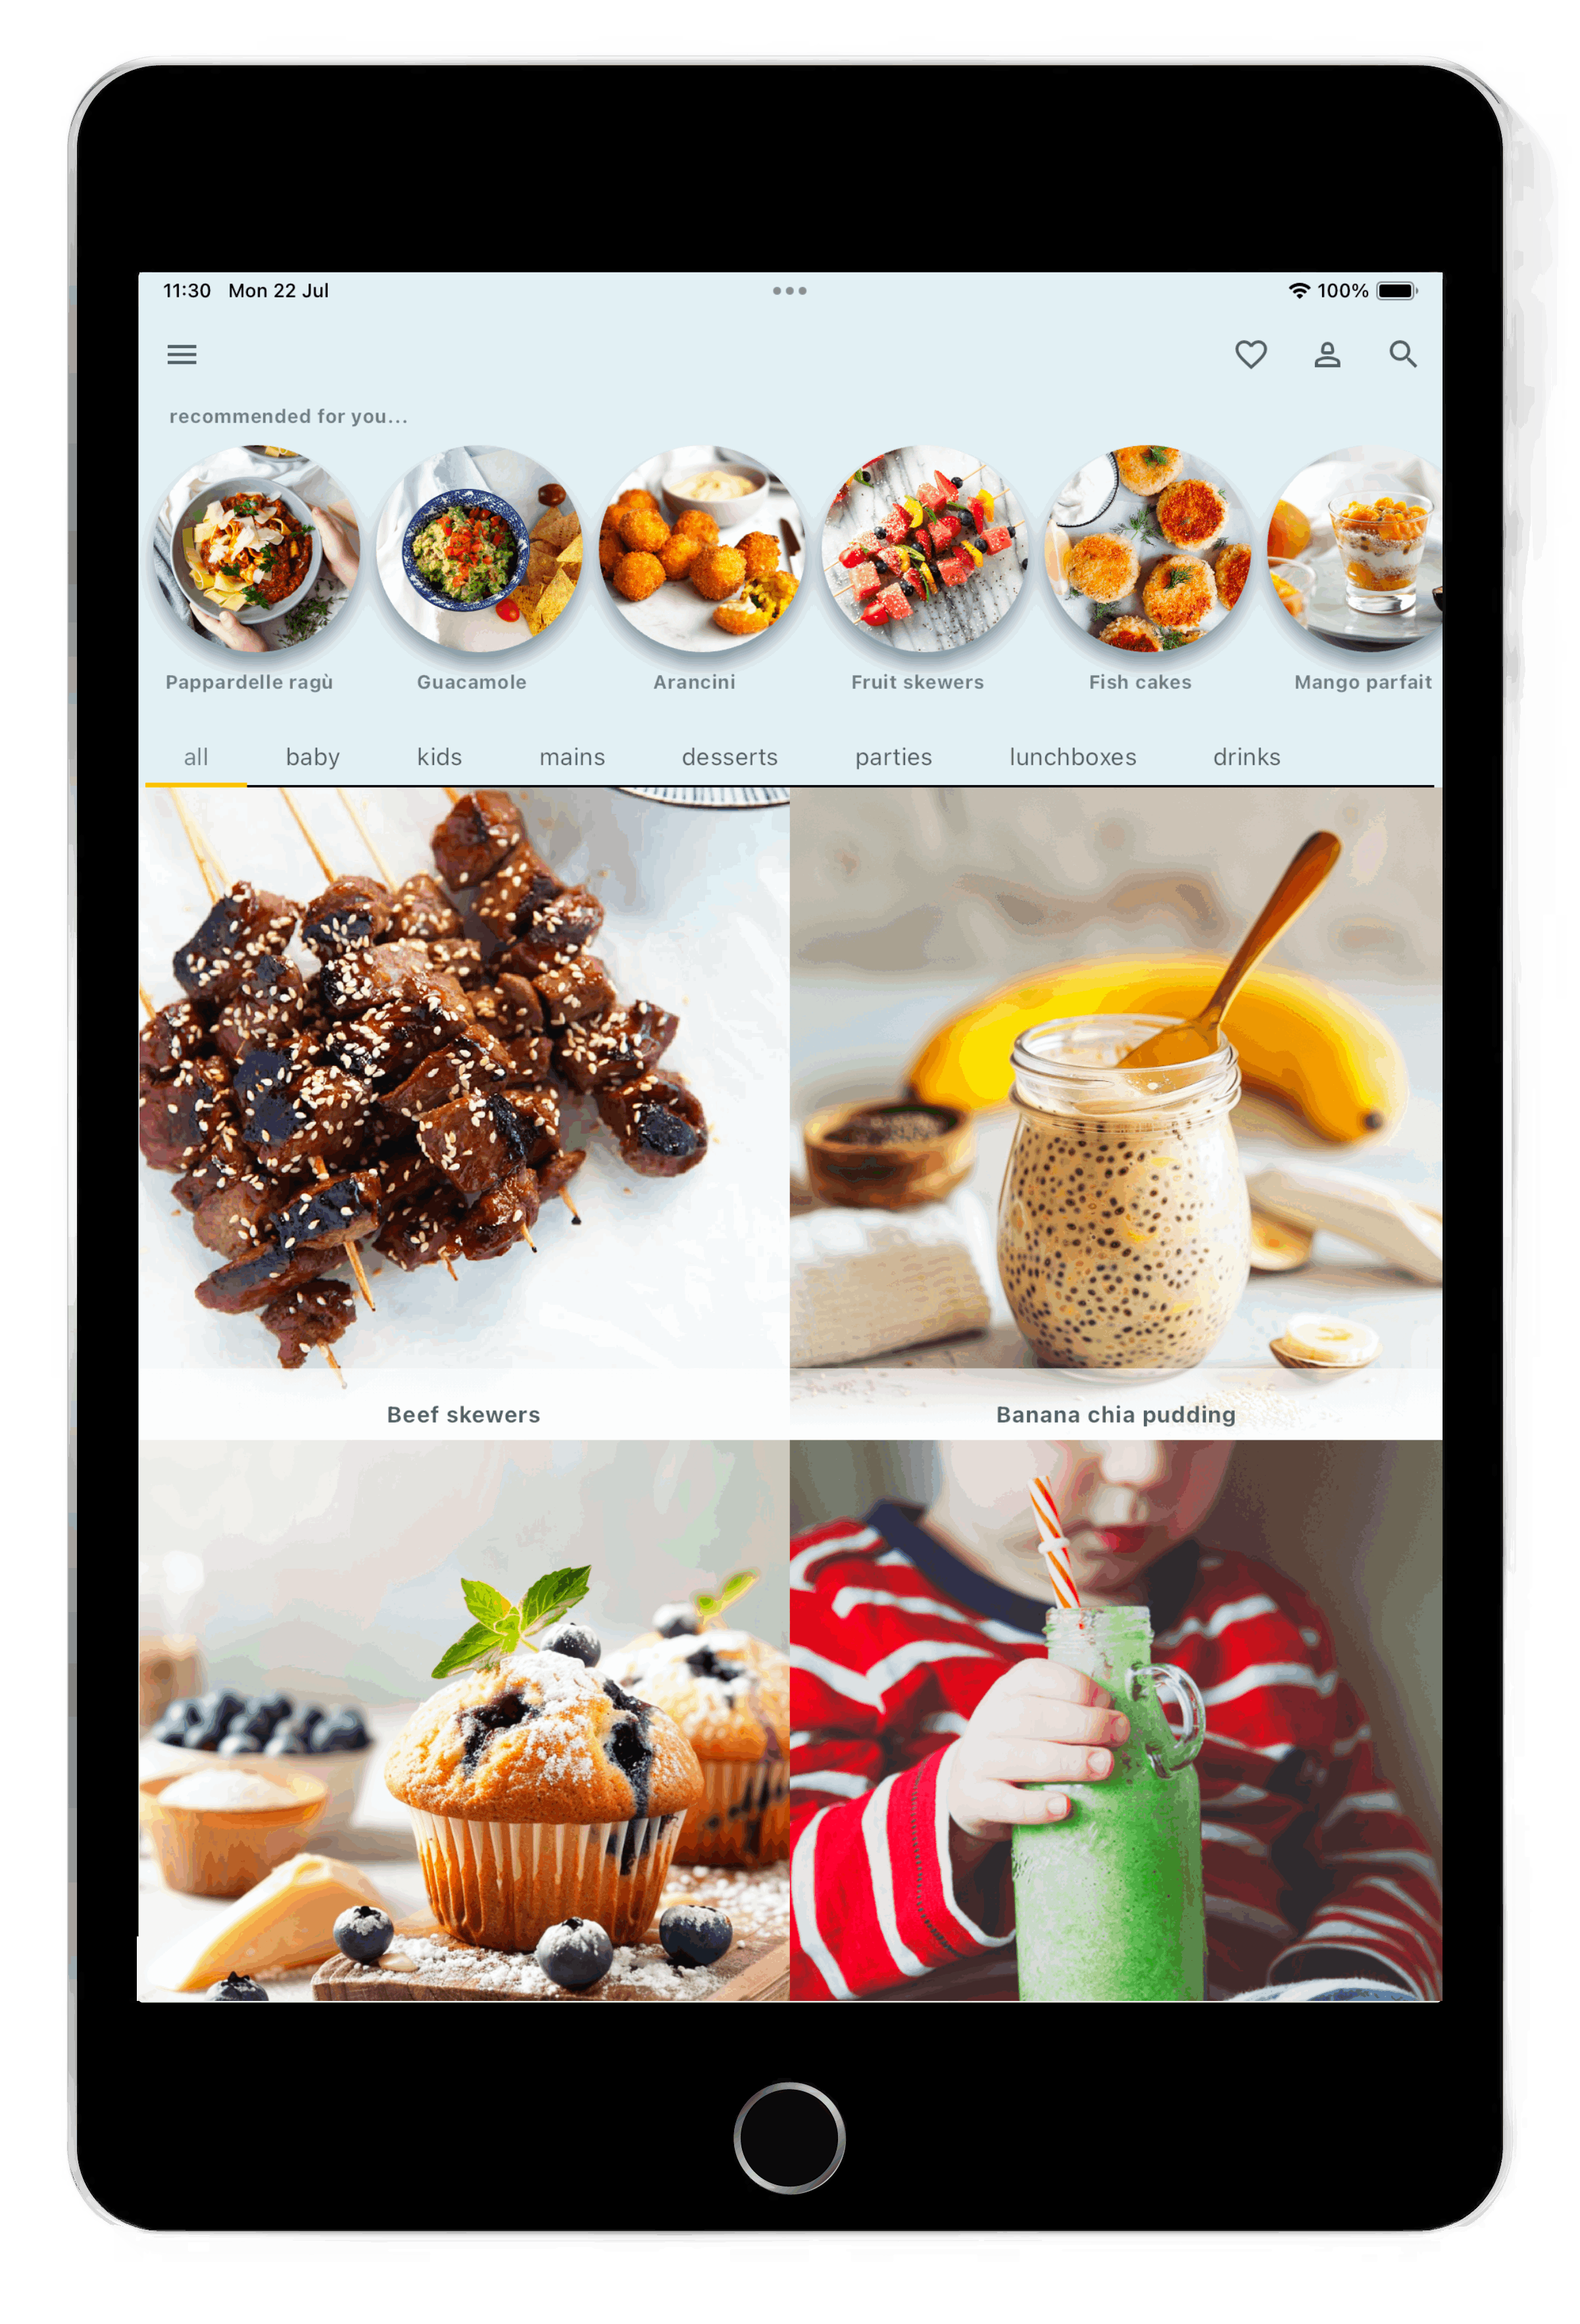 11:30 Mon 22 Jul 100%
recommended for you...
Pappardelle ragù Guacamole Arancini Fruit skewers Fish cakes Mango parfait
all baby kids mains desserts parties lunchboxes drinks
Beef skewers Banana chia pudding